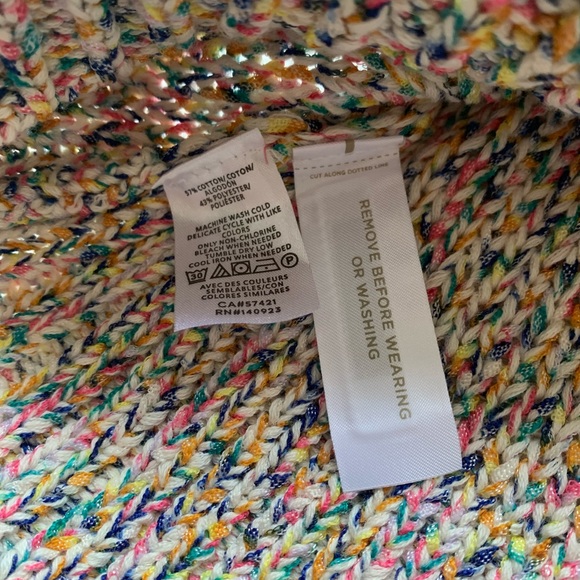 57% COTTON/COTON/
ALGODÓN
43% POLYESTER/
POLIÉSTER
MACHINE WASH COLD
DELICATE CYCLE WITH LIKE
COLORS
ONLY NON-CHLORINE
BLEACH WHEN NEEDED
TUMBLE DRY LOW
COOL IRON WHEN NEEDED
30 P
AVEC DES COULEURS
SEMBLABLES/CON
COLORES SIMILARES
CA#57421
RN#140923
CUT ALONG DOTTED LINE
REMOVE BEFORE WEARING
OR WASHING